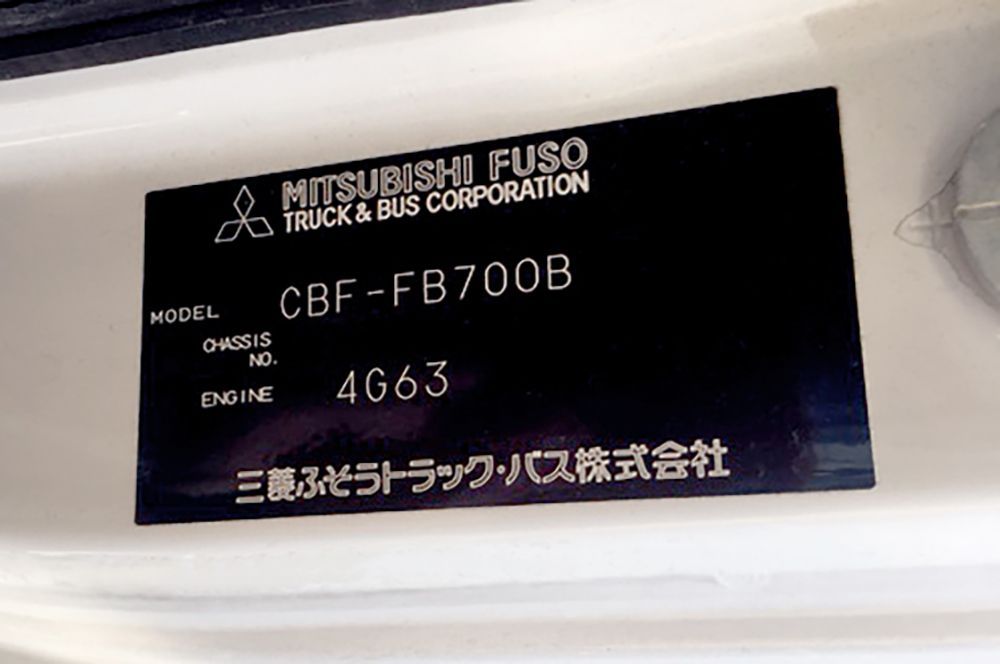 MITSUBISHI FUSO
TRUCK & BUS CORPORATION
MODEL CBF-FB700B
CHASSIS
NO.
ENGINE 4G63
三菱ふそうトラック・バス株式会社